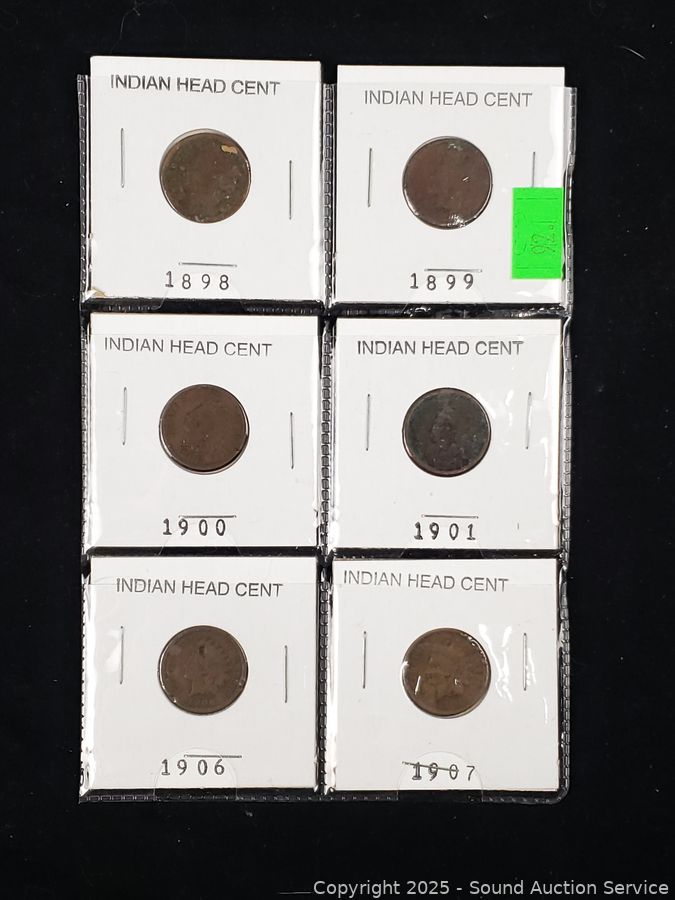 INDIAN HEAD CENT
1898
INDIAN HEAD CENT
1899
INDIAN HEAD CENT
1900
INDIAN HEAD CENT
1901
INDIAN HEAD CENT
1906
INDIAN HEAD CENT
1907
Copyright 2025 - Sound Auction Service